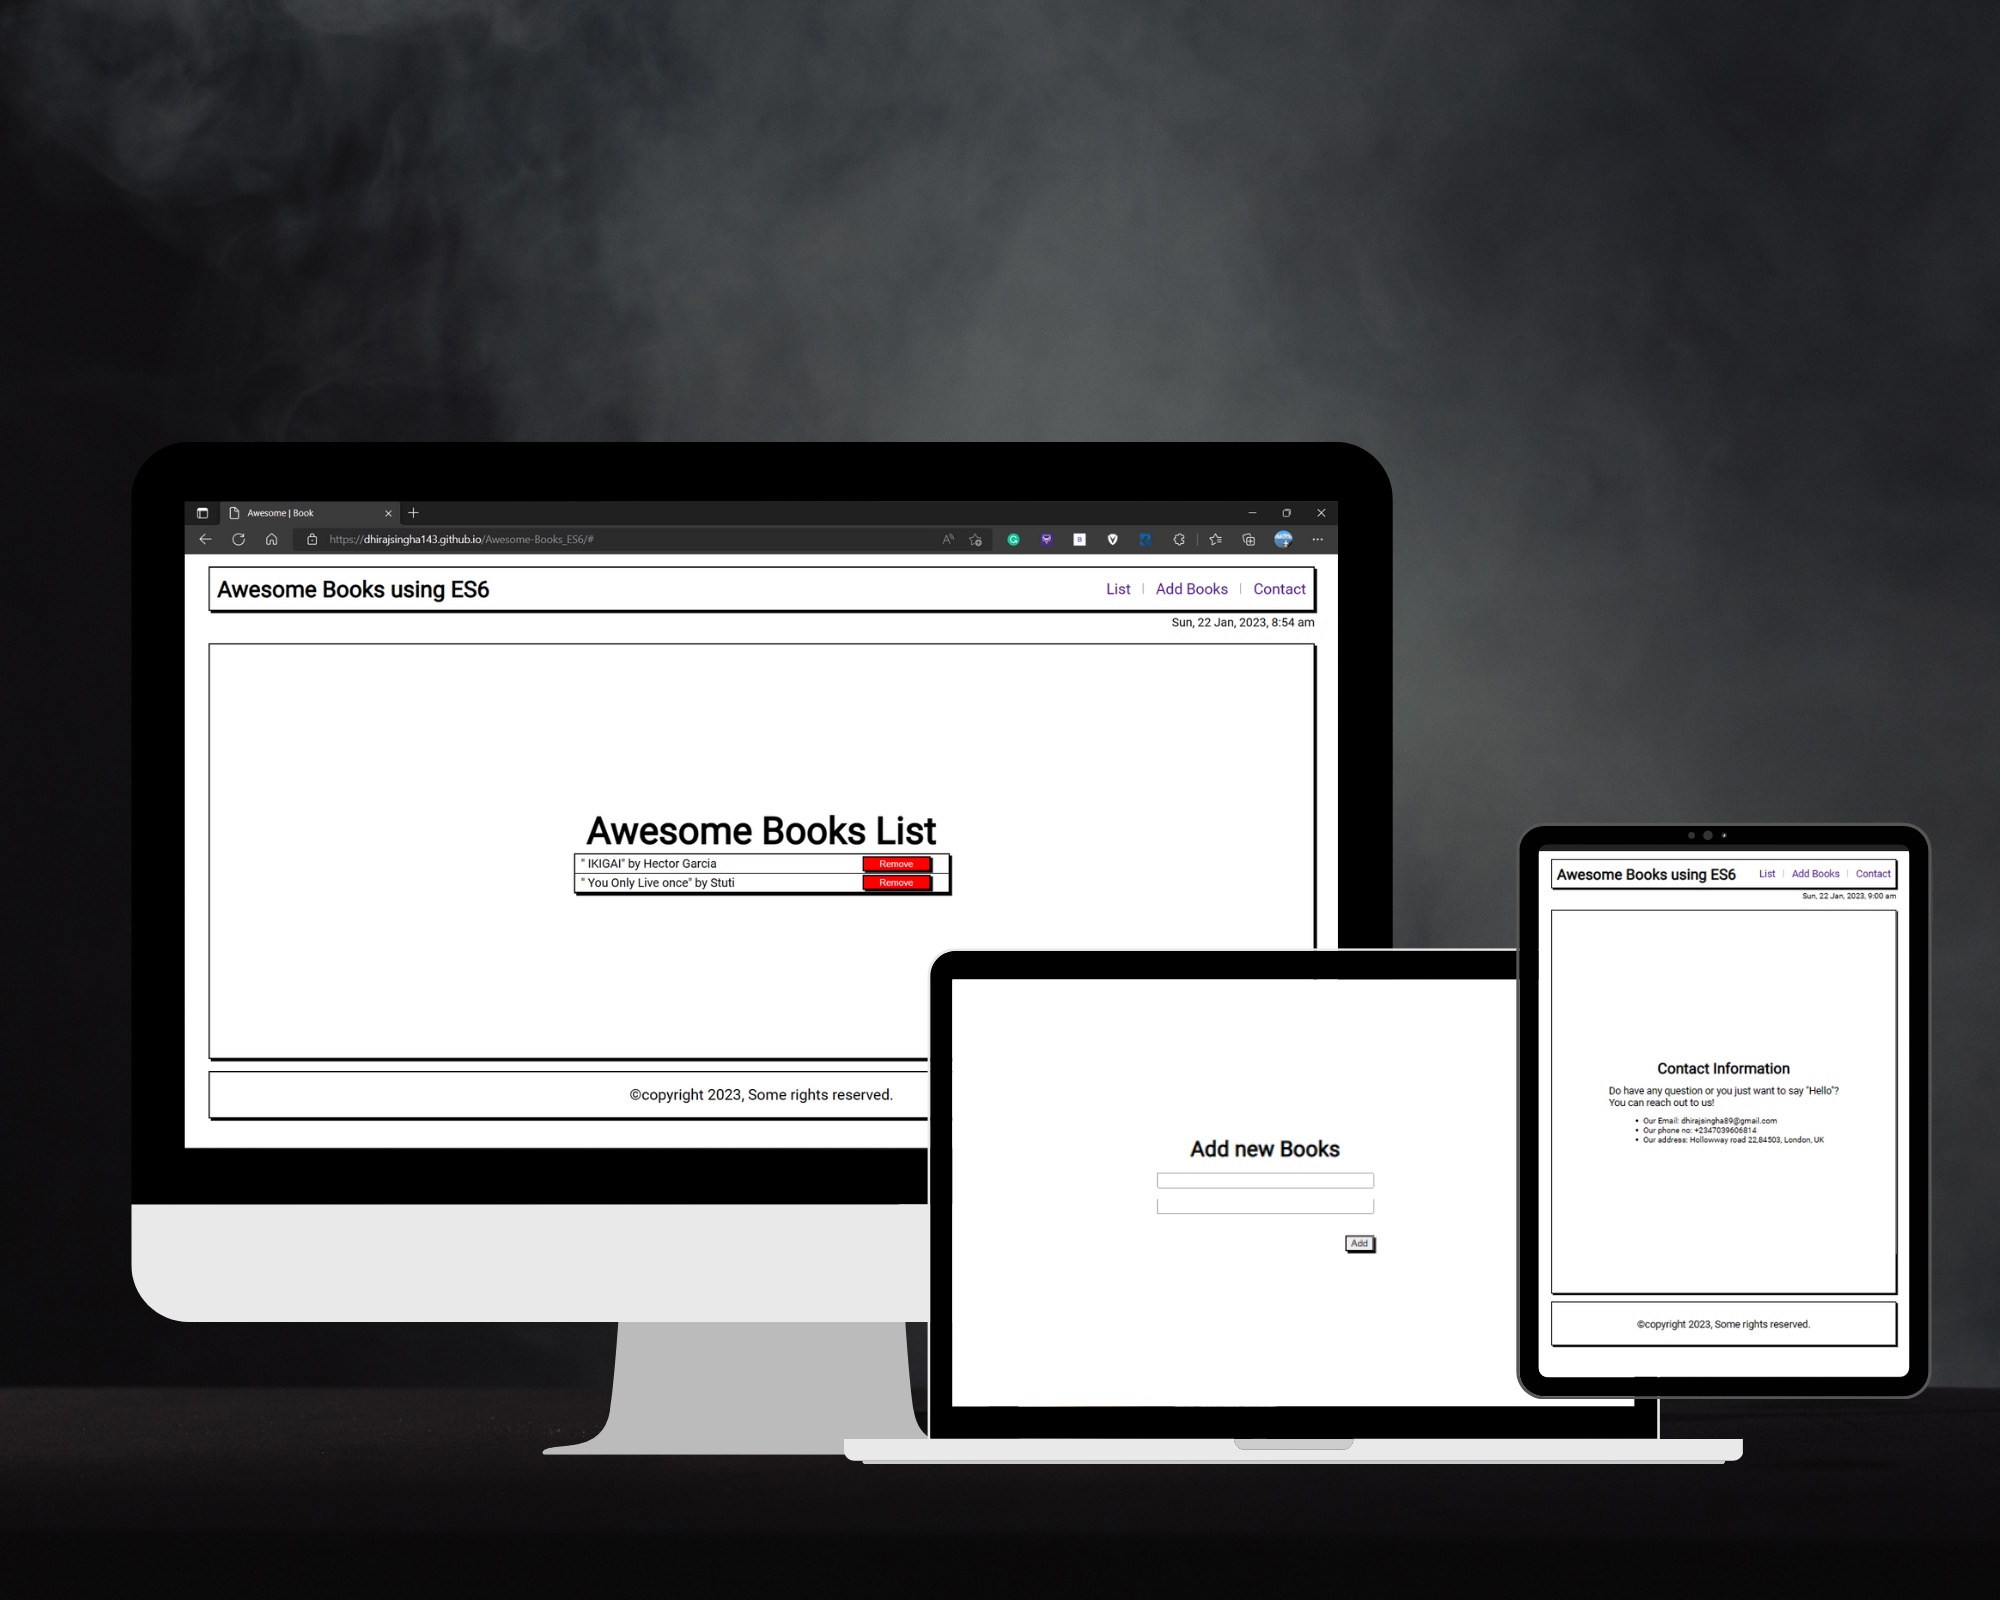 Awesome | Book
https://dhirajsingha143.github.io/Awesome-Books_ES6/#
Awesome Books using ES6
List | Add Books | Contact
Sun, 22 Jan, 2023, 8:54 am
Awesome Books List
" IKIGAI" by Hector Garcia
Remove
" You Only Live once" by Stuti
Remove
©copyright 2023, Some rights reserved.
Add new Books
Add
Awesome Books using ES6
List | Add Books | Contact
Sun, 22 Jan, 2023, 9:00 am
Contact Information
Do have any question or you just want to say "Hello"?
You can reach out to us!
• Our Email: dhirajsingha89@gmail.com
• Our phone no: +2347039606814
• Our address: Hollowway road 22,84503, London, UK
©copyright 2023, Some rights reserved.